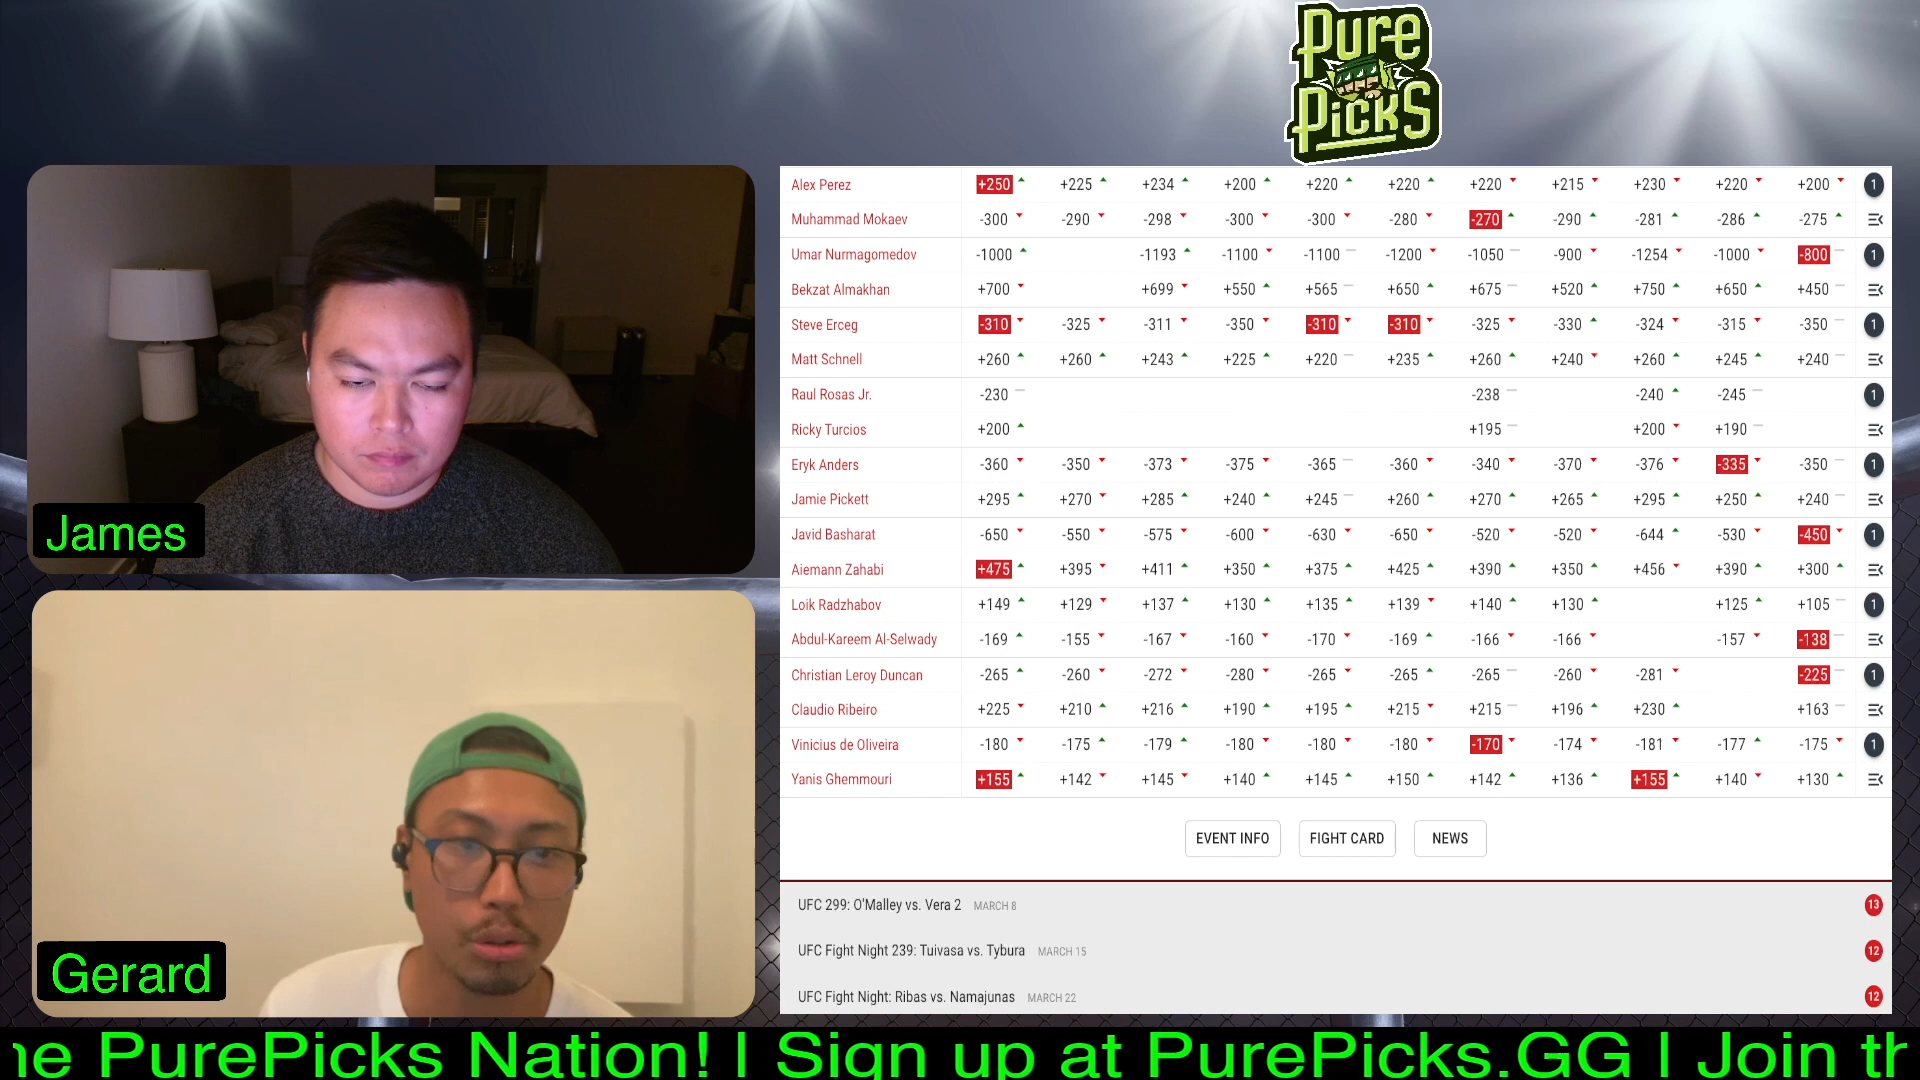 Pure
Picks
James
Gerard
Alex Perez +250 +225 +234 +200 +220 +220 +220 +215 +230 +220 +200 1
Muhammad Mokaev -300 -290 -298 -300 -300 -280 -270 -290 -281 -286 -275
Umar Nurmagomedov -1000 -1193 -1100 -1100 -1200 -1050 -900 -1254 -1000 -800 1
Bekzat Almakhan +700 +699 +550 +565 +650 +675 +520 +750 +650 +450
Steve Erceg -310 -325 -311 -350 -310 -310 -325 -330 -324 -315 -350 1
Matt Schnell +260 +260 +243 +225 +220 +235 +260 +240 +260 +245 +240
Raul Rosas Jr. -230 -238 -240 -245 1
Ricky Turcios +200 +195 +200 +190
Eryk Anders -360 -350 -373 -375 -365 -360 -340 -370 -376 -335 -350 1
Jamie Pickett +295 +270 +285 +240 +245 +260 +270 +265 +295 +250 +240
Javid Basharat -650 -550 -575 -600 -630 -650 -520 -520 -644 -530 -450 1
Aiemann Zahabi +475 +395 +411 +350 +375 +425 +390 +350 +456 +390 +300
Loik Radzhabov +149 +129 +137 +130 +135 +139 +140 +130 +125 +105 1
Abdul-Kareem Al-Selwady -169 -155 -167 -160 -170 -169 -166 -166 -157 -138
Christian Leroy Duncan -265 -260 -272 -280 -265 -265 -265 -260 -281 -225 1
Claudio Ribeiro +225 +210 +216 +190 +195 +215 +215 +196 +230 +163
Vinicius de Oliveira -180 -175 -179 -180 -180 -180 -170 -174 -181 -177 -175 1
Yanis Ghemmouri +155 +142 +145 +140 +145 +150 +142 +136 +155 +140 +130
EVENT INFO FIGHT CARD NEWS
UFC 299: O'Malley vs. Vera 2 MARCH 8 13
UFC Fight Night 239: Tuivasa vs. Tybura MARCH 15 12
UFC Fight Night: Ribas vs. Namajunas MARCH 22 12
ne PurePicks Nation! | Sign up at PurePicks.GG | Join th